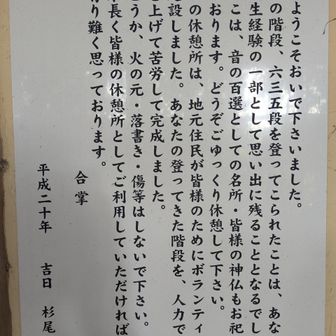 ようこそおいで下さいました。
の階段、六三五段を登ってこられたことは、あな
生経験の一部として思い出に残ることとなるで
こは、音の百選としての名所・皆様の神仏もお祀
おります。どうぞごゆっくり休憩して下さい。
の休憩所は、地元住民が皆様のためにボランティ
設しました。あなたの登ってきた階段を、人力で
上げて苦労して完成しました。
うか、火の元・落書き・傷等はしないで下さい。
長く皆様の休憩所としてご利用していただければ
り難く思っております。
合掌
平成二十年 吉日 杉尾